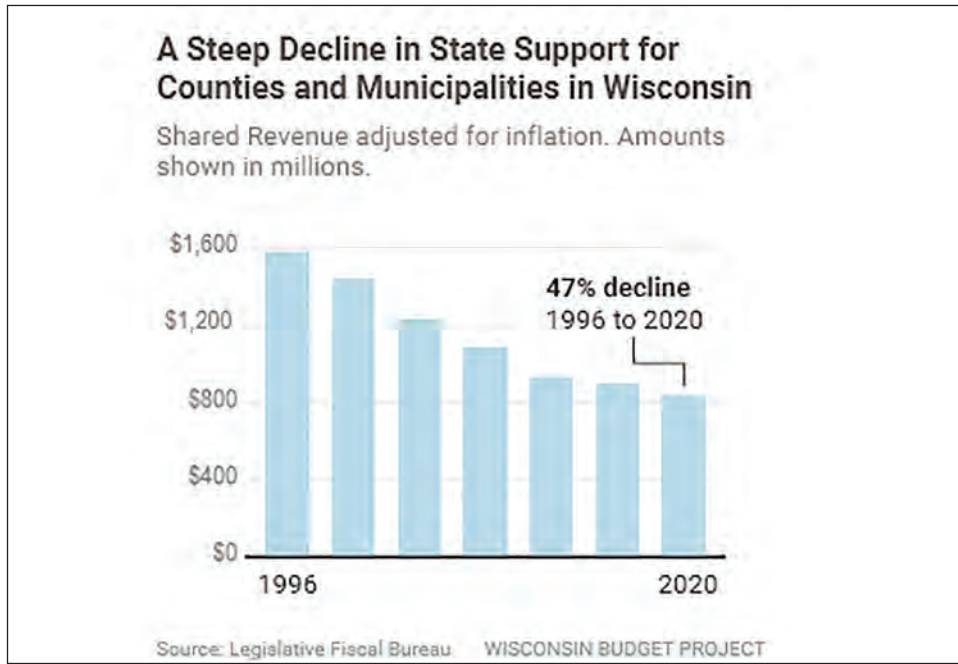 A Steep Decline in State Support for
Counties and Municipalities in Wisconsin
Shared Revenue adjusted for inflation. Amounts
shown in millions.
$1,600
47% decline
1996 to 2020
$1,200
$800
$400
$0
1996
2020
Source: Legislative Fiscal Bureau WISCONSIN BUDGET PROJECT